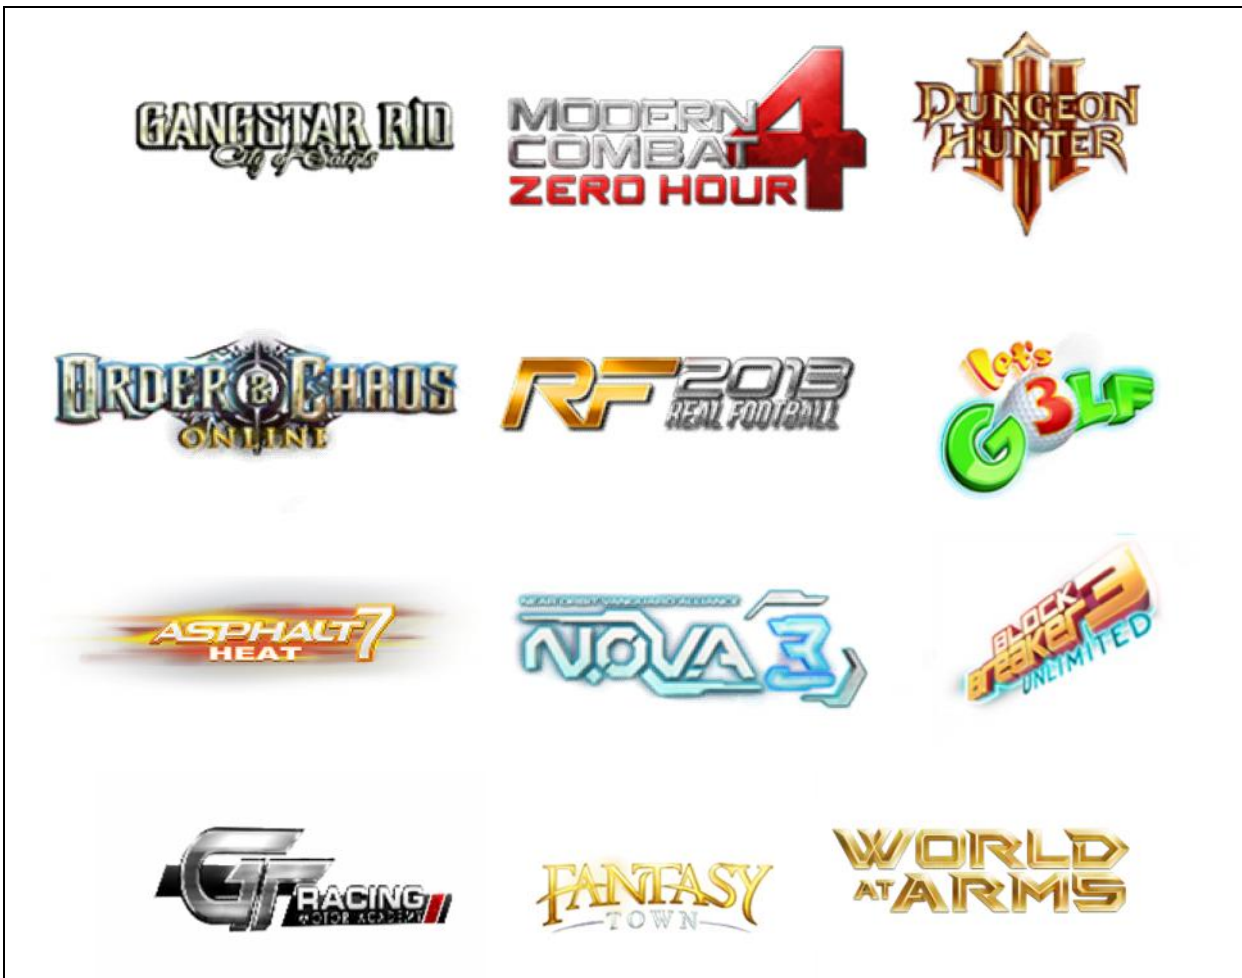 GANGSTAR RIO
City of Saints
MODERN
COMBAT 4
ZERO HOUR
DUNGEON
HUNTER
III
ORDER & CHAOS
ONLINE
RF 2013
REAL FOOTBALL
Let's
G3LF
ASPHALT 7
HEAT
NEAR ORBIT VANGUARD ALLIANCE
N.O.V.A 3
BLOCK
Breaker 3
UNLIMITED
GT RACING
MOTOR ACADEMY
FANTASY
TOWN
WORLD
AT ARMS